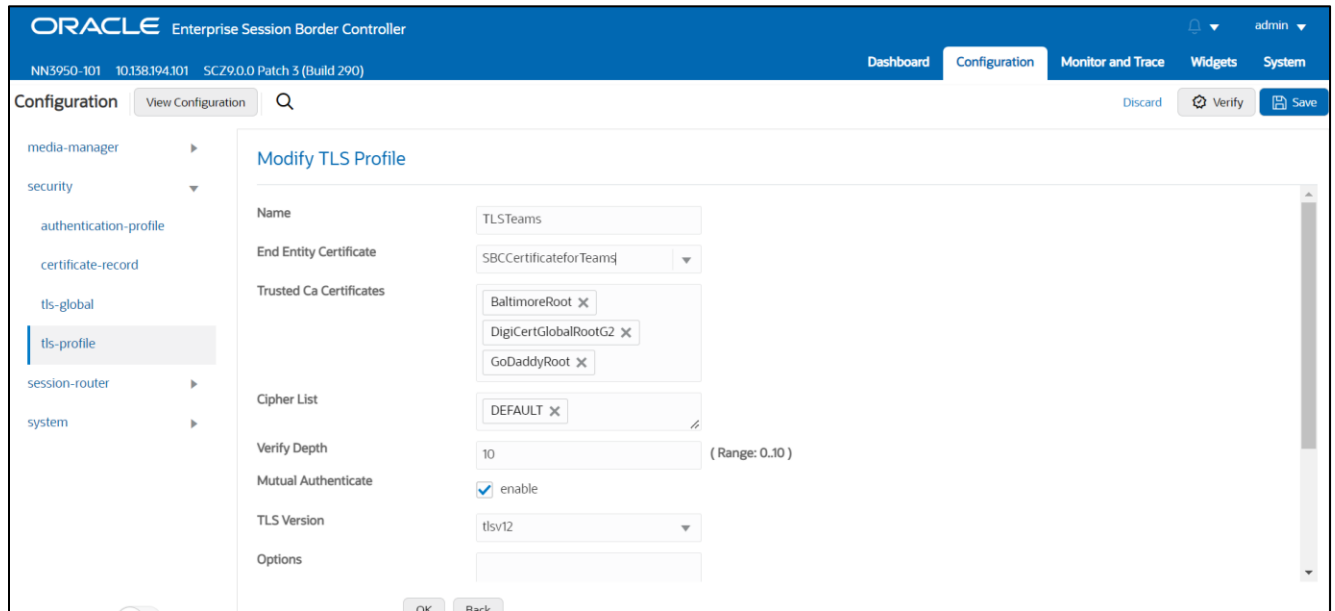 ORACLE Enterprise Session Border Controller
admin
NN3950-101 10.138.194.101 SCZ9.0.0 Patch 3 (Build 290)
Dashboard Configuration Monitor and Trace Widgets System
Configuration View Configuration Discard Verify Save
media-manager
security
authentication-profile
certificate-record
tls-global
tls-profile
session-router
system
Modify TLS Profile
Name TLSTeams
End Entity Certificate SBCCertificateforTeams
Trusted Ca Certificates BaltimoreRoot
DigiCertGlobalRootG2
GoDaddyRoot
Cipher List DEFAULT
Verify Depth 10 ( Range: 0..10 )
Mutual Authenticate enable
TLS Version tlsv12
Options
OK Back